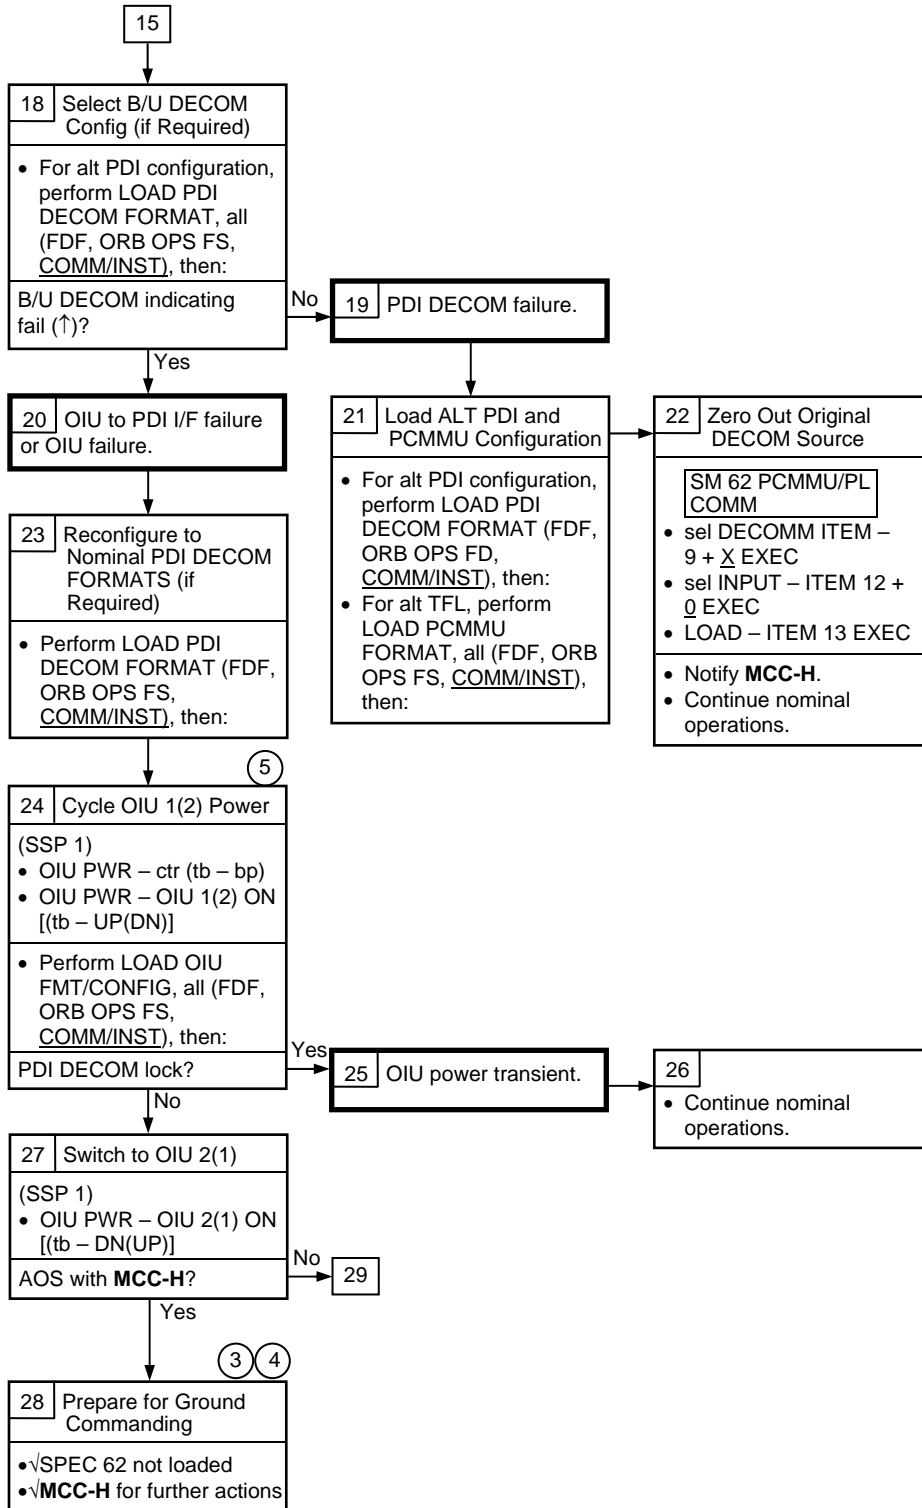 15
18 Select B/U DECOM
Config (if Required)
• For alt PDI configuration,
perform LOAD PDI
DECOM FORMAT, all
(FDF, ORB OPS FS,
COMM/INST), then:
B/U DECOM indicating
fail (↑)?
No
Yes
19 PDI DECOM failure.
20 OIU to PDI I/F failure
or OIU failure.
21 Load ALT PDI and
PCMMU Configuration
• For alt PDI configuration,
perform LOAD PDI
DECOM FORMAT (FDF,
ORB OPS FD,
COMM/INST), then:
• For alt TFL, perform
LOAD PCMMU
FORMAT, all (FDF, ORB
OPS FS, COMM/INST),
then:
22 Zero Out Original
DECOM Source
SM 62 PCMMU/PL
COMM
• sel DECOMM ITEM –
9 + X EXEC
• sel INPUT – ITEM 12 +
0 EXEC
• LOAD – ITEM 13 EXEC
• Notify MCC-H.
• Continue nominal
operations.
23 Reconfigure to
Nominal PDI DECOM
FORMATS (if
Required)
• Perform LOAD PDI
DECOM FORMAT (FDF,
ORB OPS FS,
COMM/INST), then:
5
24 Cycle OIU 1(2) Power
(SSP 1)
• OIU PWR – ctr (tb – bp)
• OIU PWR – OIU 1(2) ON
[(tb – UP(DN)]
• Perform LOAD OIU
FMT/CONFIG, all (FDF,
ORB OPS FS,
COMM/INST), then:
PDI DECOM lock?
Yes
No
25 OIU power transient.
26
• Continue nominal
operations.
27 Switch to OIU 2(1)
(SSP 1)
• OIU PWR – OIU 2(1) ON
[(tb – DN(UP)]
AOS with MCC-H?
No
29
Yes
3 4
28 Prepare for Ground
Commanding
•√SPEC 62 not loaded
•√MCC-H for further actions